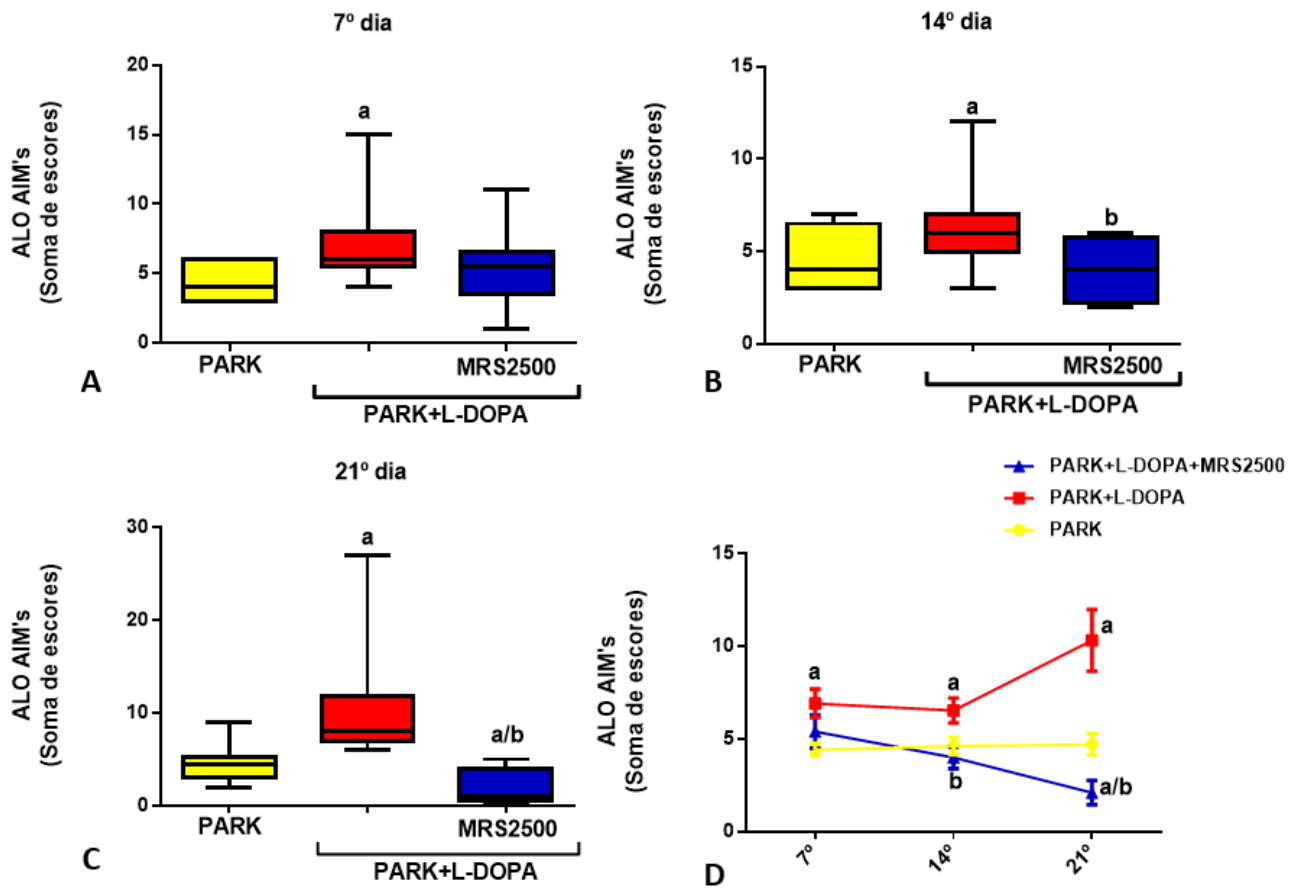 7º dia
ALO AIM's
(Soma de escores)
20
15
10
5
0
a
PARK
MRS2500
PARK+L-DOPA
A
14º dia
ALO AIM's
(Soma de escores)
15
10
5
0
a
b
PARK
MRS2500
PARK+L-DOPA
B
21º dia
ALO AIM's
(Soma de escores)
30
20
10
0
a
a/b
PARK
MRS2500
PARK+L-DOPA
C
PARK+L-DOPA+MRS2500
PARK+L-DOPA
PARK
ALO AIM's
(Soma de escores)
15
10
5
0
a
a
a
b
a/b
7º
14º
21º
D